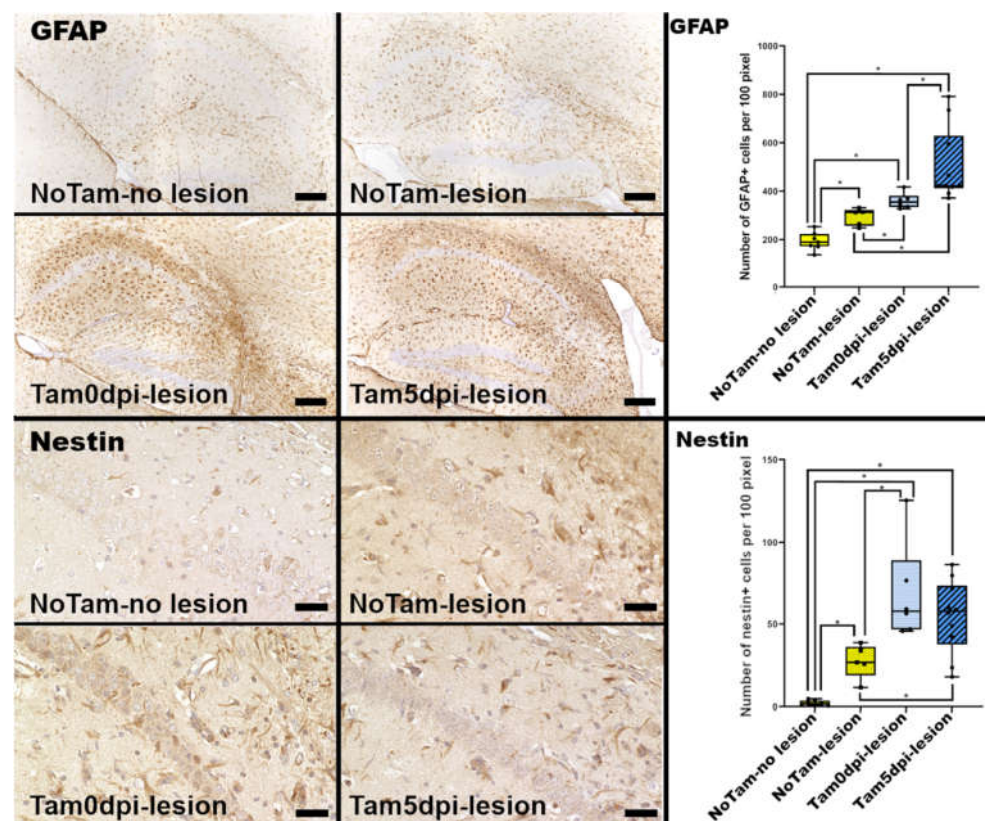 GFAP
NoTam-no lesion
NoTam-lesion
Tam0dpi-lesion
Tam5dpi-lesion
GFAP
Number of GFAP+ cells per 100 pixel
1000
800
600
400
200
0
*
*
*
*
*
*
NoTam-no lesion
NoTam-lesion
Tam0dpi-lesion
Tam5dpi-lesion
Nestin
NoTam-no lesion
NoTam-lesion
Tam0dpi-lesion
Tam5dpi-lesion
Nestin
Number of nestin+ cells per 100 pixel
150
100
50
0
*
*
*
*
*
NoTam-no lesion
NoTam-lesion
Tam0dpi-lesion
Tam5dpi-lesion